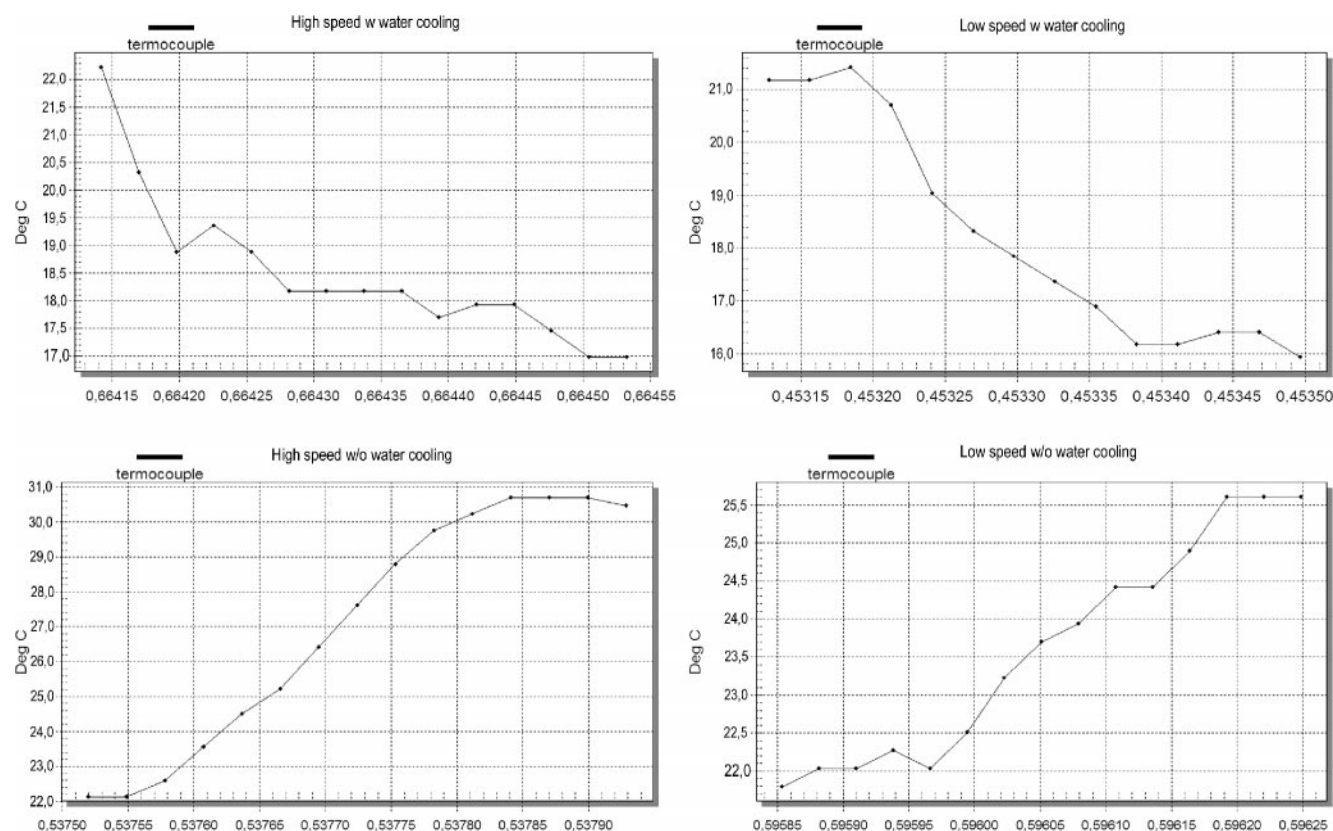 High speed w water cooling
termocouple
22,0
21,5
21,0
20,5
20,0
19,5
19,0
18,5
18,0
17,5
17,0
Deg C
0,66415 0,66420 0,66425 0,66430 0,66435 0,66440 0,66445 0,66450 0,66455
Low speed w water cooling
termocouple
21,0
19,0
18,0
17,0
16,0
Deg C
0,45315 0,45320 0,45325 0,45330 0,45335 0,45340 0,45345 0,45350
High speed w/o water cooling
termocouple
31,0
30,0
29,0
28,0
27,0
26,0
25,0
24,0
23,0
22,0
Deg C
0,53750 0,53755 0,53760 0,53765 0,53770 0,53775 0,53780 0,53785 0,53790
Low speed w/o water cooling
termocouple
25,5
25,0
24,5
24,0
23,5
23,0
22,5
22,0
Deg C
0,59585 0,59590 0,59595 0,59600 0,59605 0,59610 0,59615 0,59620 0,59625